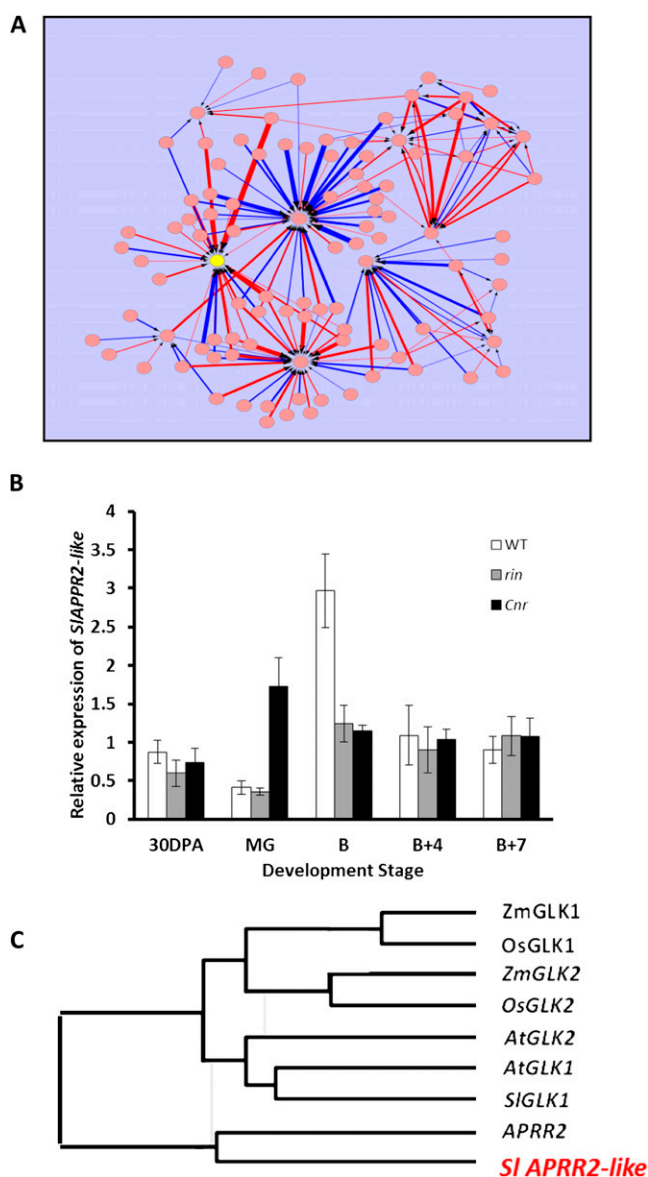 A
B
Relative expression of SlAPPR2-like
4
3.5
3
2.5
2
1.5
1
0.5
0
WT
rin
Cnr
30DPA MG B B+4 B+7
Development Stage
C
ZmGLK1
OsGLK1
ZmGLK2
OsGLK2
AtGLK2
AtGLK1
SlGLK1
APRR2
Sl APRR2-like